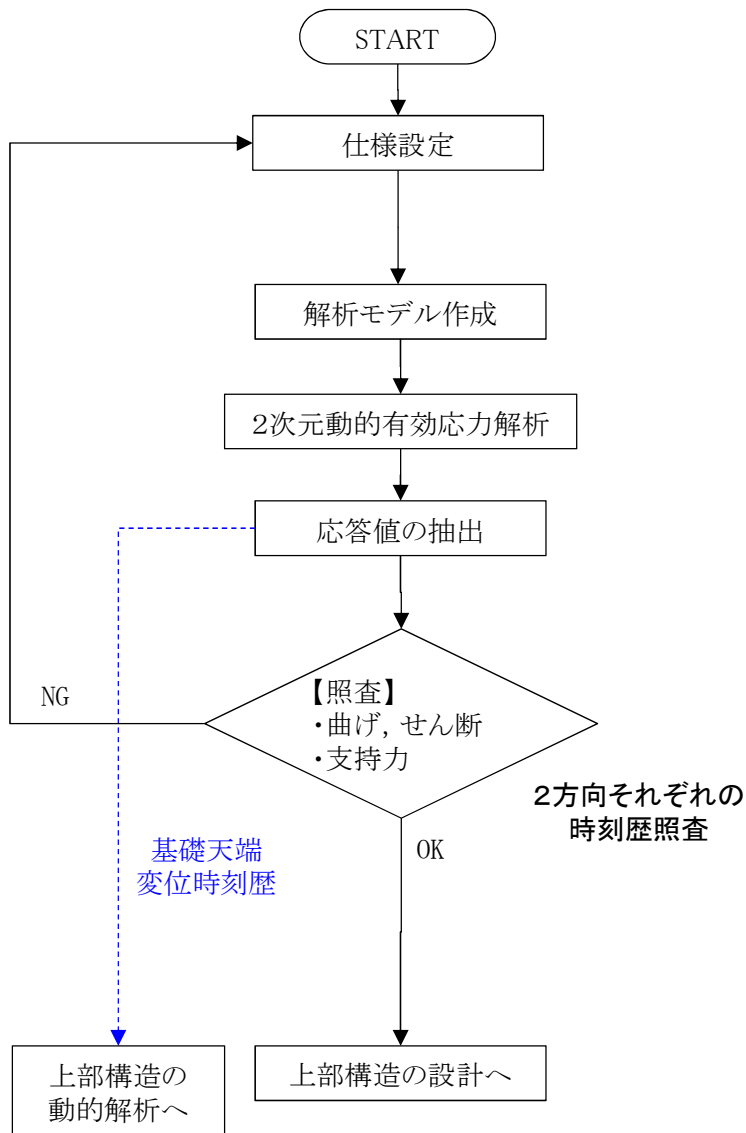 START
仕様設定
解析モデル作成
2次元動的有効応力解析
応答値の抽出
【照査】
・曲げ, せん断
・支持力
NG
2方向それぞれの
時刻歴照査
OK
基礎天端
変位時刻歴
上部構造の
動的解析へ
上部構造の設計へ